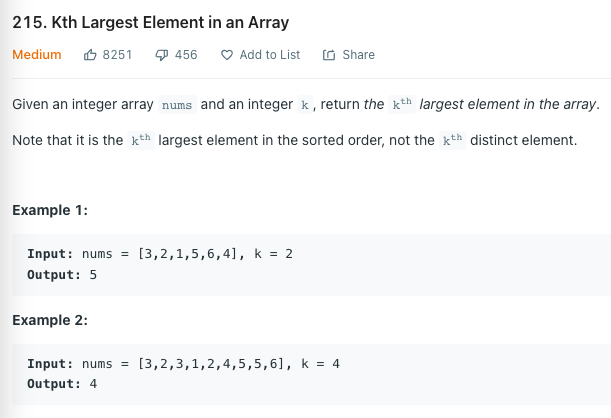 215. Kth Largest Element in an Array
Medium 8251 456 Add to List Share
Given an integer array nums and an integer k, return the kth largest element in the array.
Note that it is the kth largest element in the sorted order, not the kth distinct element.
Example 1:
Input: nums = [3,2,1,5,6,4], k = 2
Output: 5
Example 2:
Input: nums = [3,2,3,1,2,4,5,5,6], k = 4
Output: 4